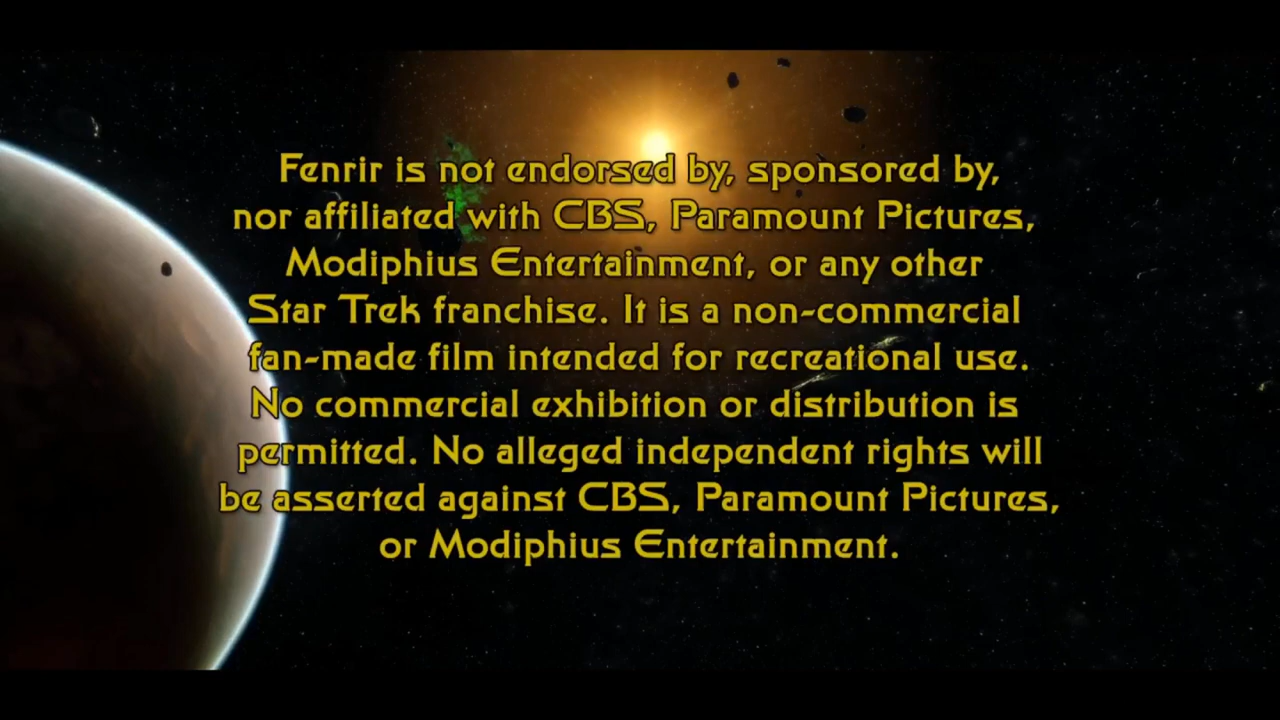 Fenrir is not endorsed by, sponsored by,
nor affiliated with CBS, Paramount Pictures,
Modiphius Entertainment, or any other
Star Trek franchise. It is a non-commercial
fan-made film intended for recreational use.
No commercial exhibition or distribution is
permitted. No alleged independent rights will
be asserted against CBS, Paramount Pictures,
or Modiphius Entertainment.